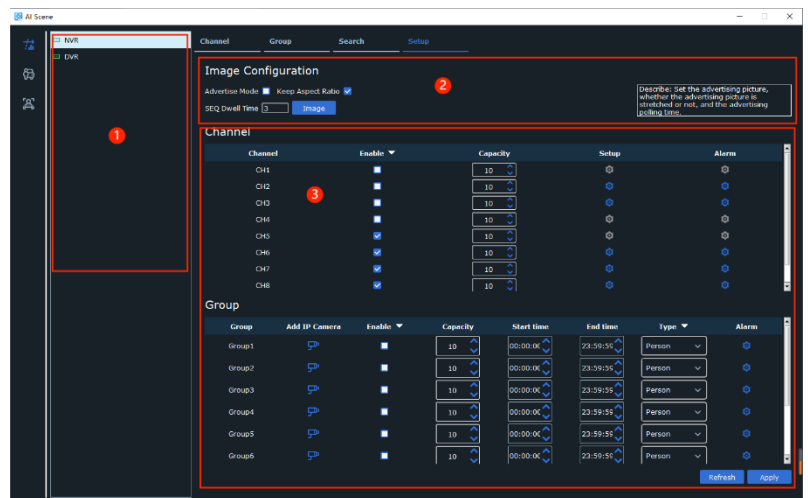 AI Scene
NVR
DVR
1
Channel Group Search Setup
Image Configuration
2
Advertise Mode Keep Aspect Ratio
SEQ Dwell Time 3 Image
Describe: Set the advertising picture,
whether the advertising picture is
stretched or not, and the advertising
polling time.
Channel
3
Channel Enable Capacity Setup Alarm
CH1 10
CH2 10
CH3 10
CH4 10
CH5 10
CH6 10
CH7 10
CH8 10
Group
Group Add IP Camera Enable Capacity Start time End time Type Alarm
Group1 10 00:00:00 23:59:59 Person
Group2 10 00:00:00 23:59:59 Person
Group3 10 00:00:00 23:59:59 Person
Group4 10 00:00:00 23:59:59 Person
Group5 10 00:00:00 23:59:59 Person
Group6 10 00:00:00 23:59:59 Person
Refresh Apply